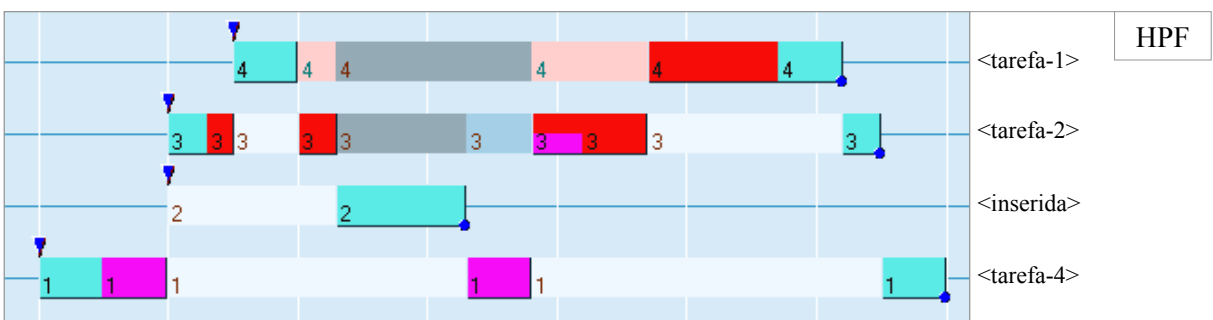 HPF
4 4 4 4 4 4 <tarefa-1>
3 3 3 3 3 3 3 3 3 3 <tarefa-2>
2 2 <inserida>
1 1 1 1 1 1 <tarefa-4>